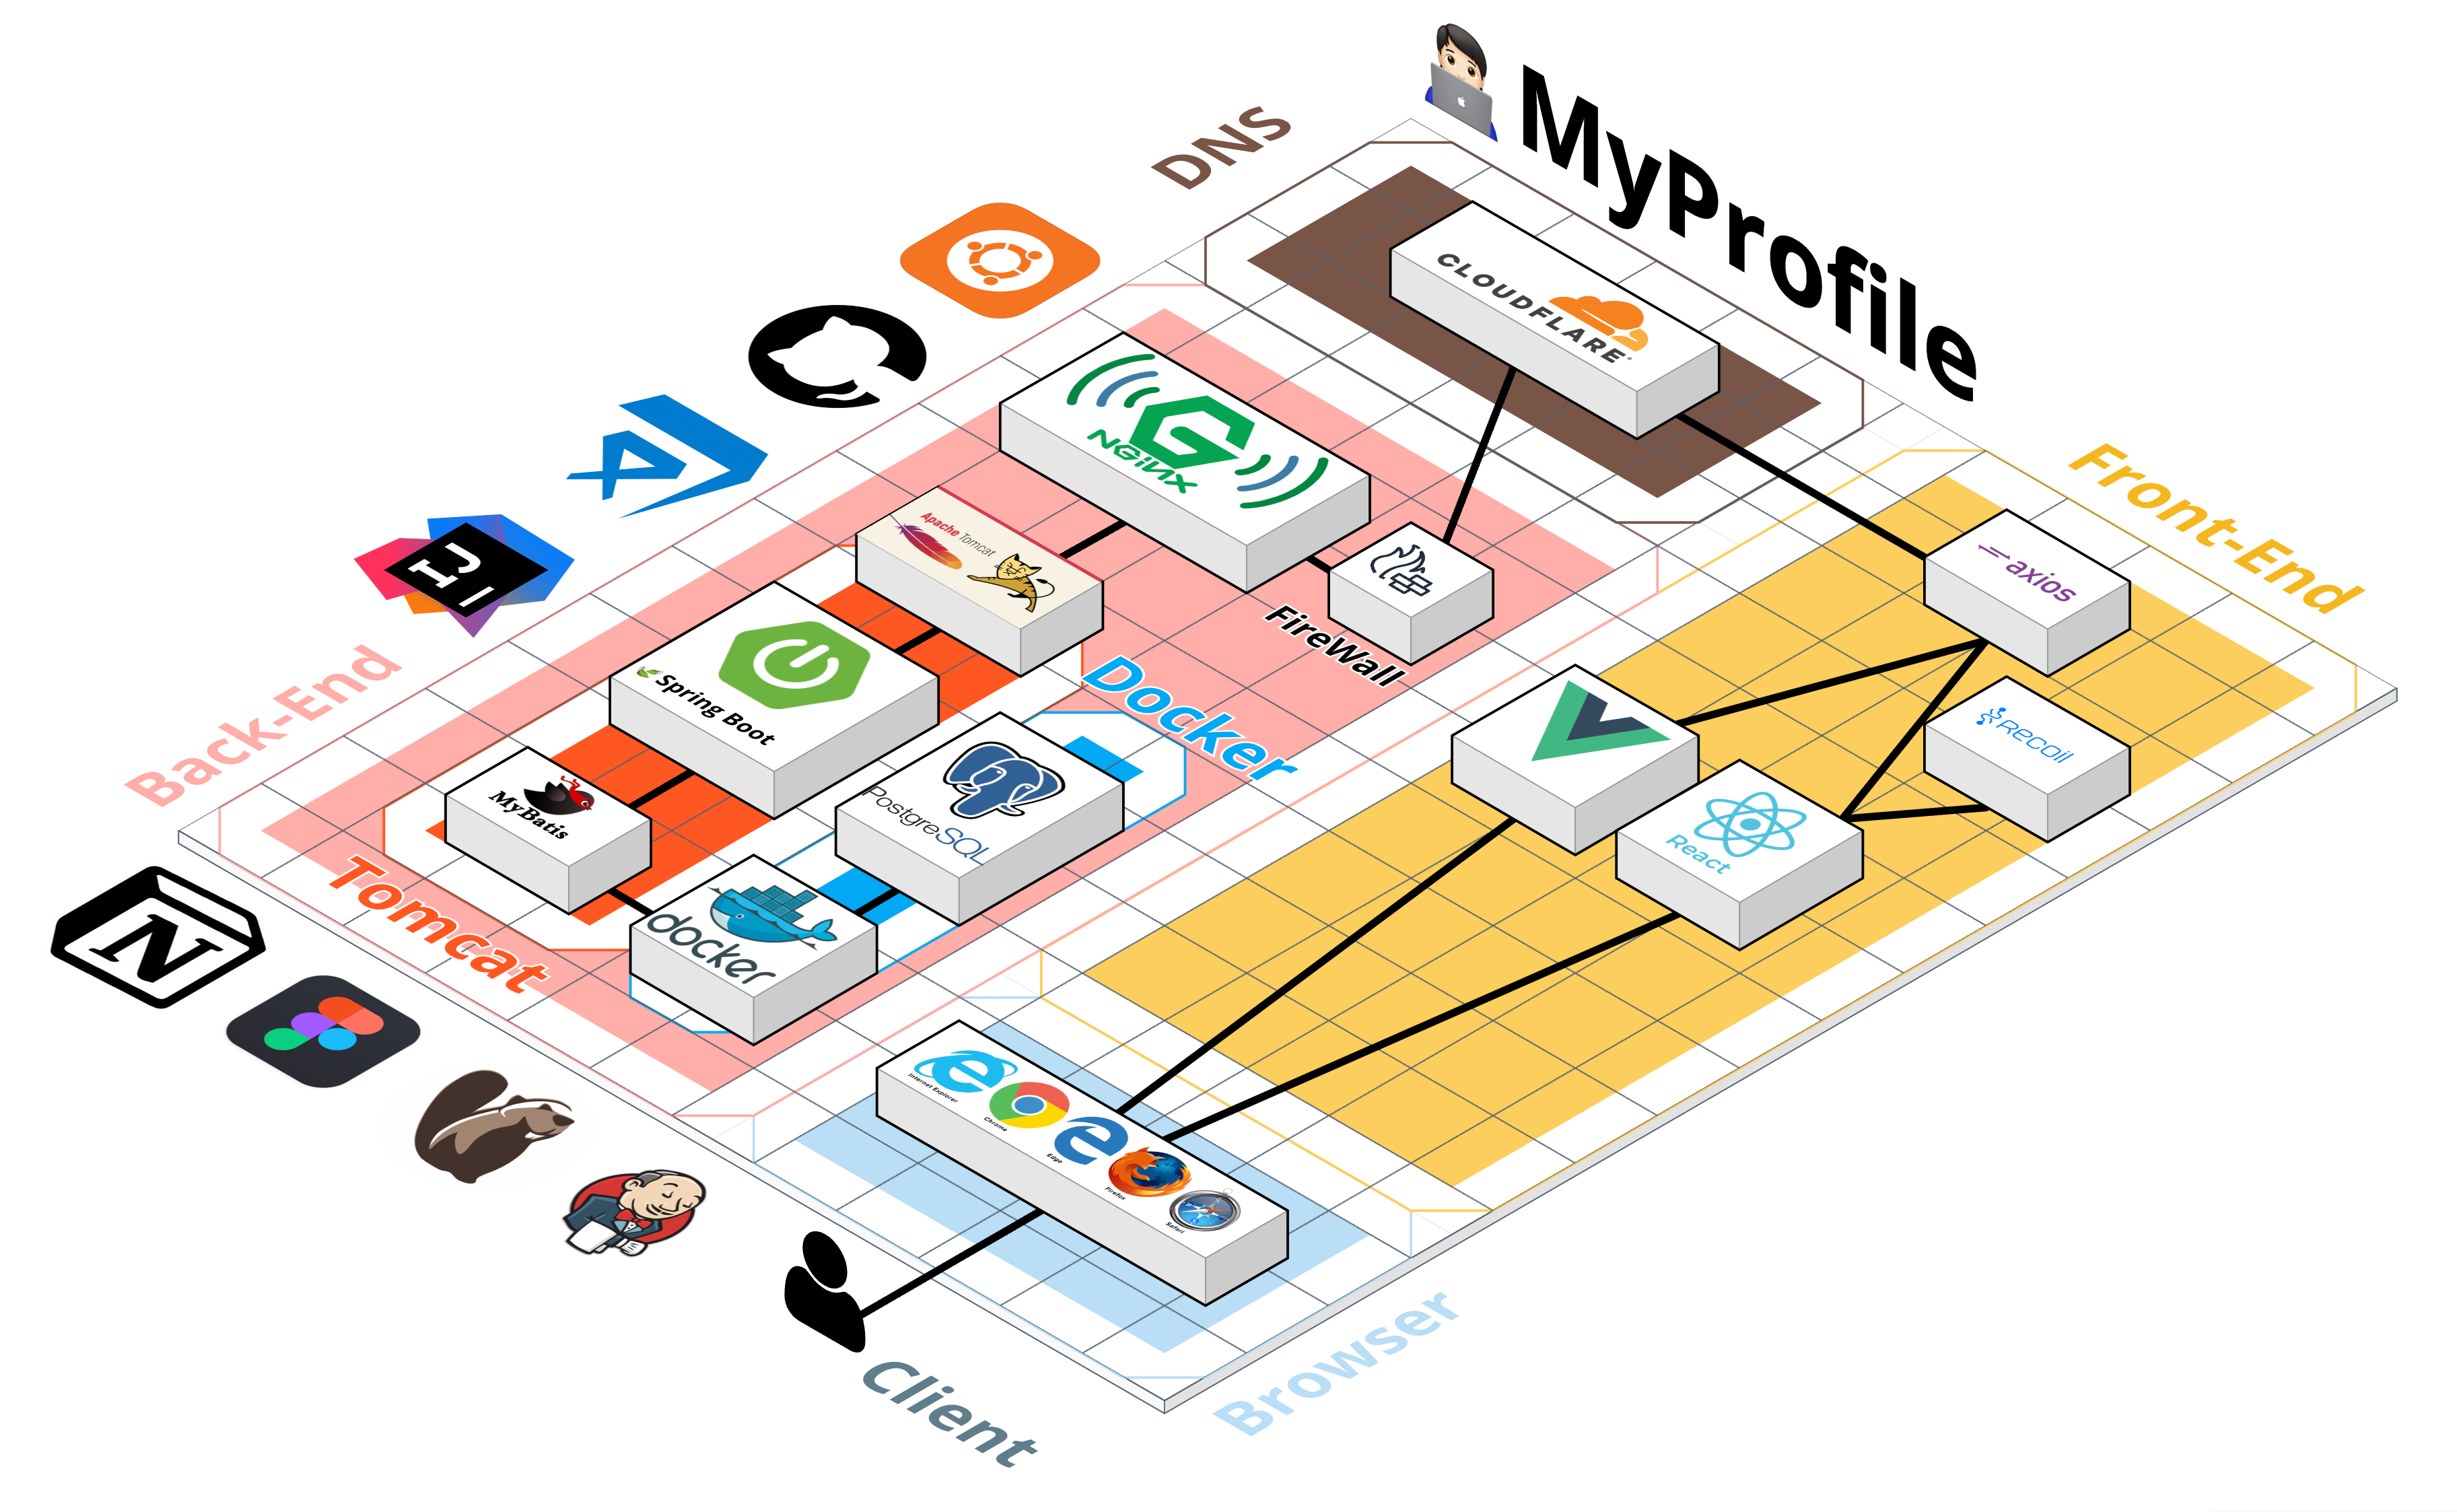 MyProfile
DNS
CLOUDFLARE
NGiNX
Apache Tomcat
FireWall
Front-End
axios
Recoil
React
Spring Boot
Docker
PostgreSQL
MyBatis
docker
Back-End
Tomcat
N
Internet Explorer
Chrome
Edge
Firefox
Safari
Browser
Client
IJ